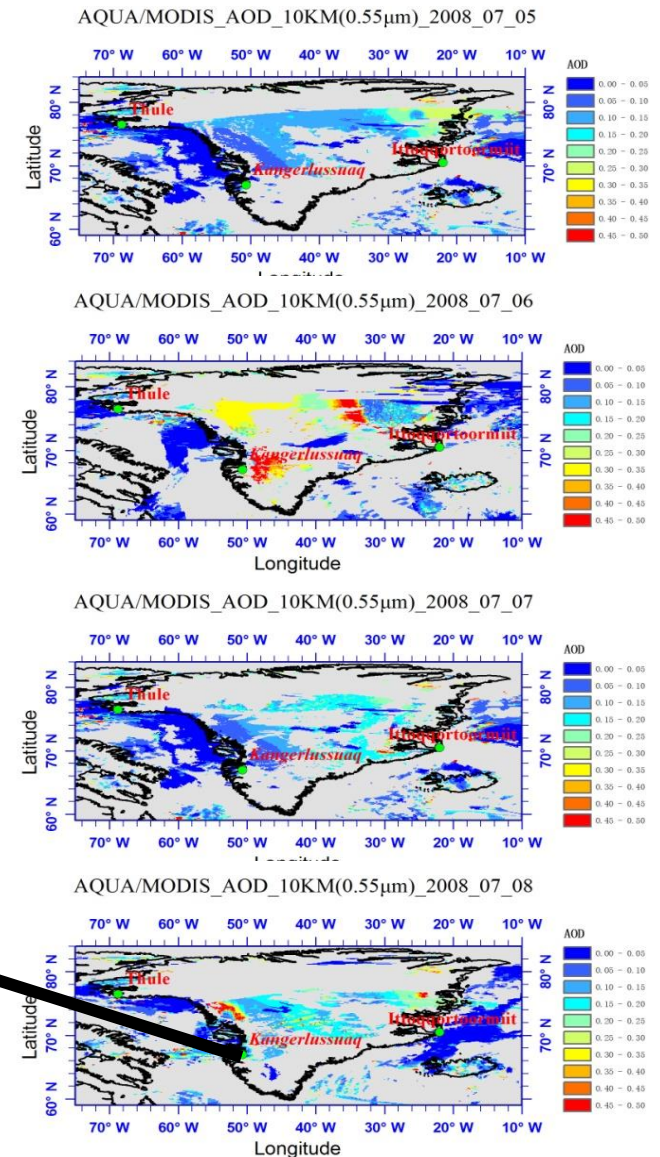 AQUA/MODIS_AOD_10KM(0.55μm)_2008_07_05
70° W 60° W 50° W 40° W 30° W 20° W 10° W
AOD
80° N 80° N
Thule
Latitude
Ittoqqortoormiit
70° N 70° N
Kangerlussuaq
60° N 60° N
0.00 - 0.05
0.05 - 0.10
0.10 - 0.15
0.15 - 0.20
0.20 - 0.25
0.25 - 0.30
0.30 - 0.35
0.35 - 0.40
0.40 - 0.45
0.45 - 0.50
70° W 60° W 50° W 40° W 30° W 20° W 10° W
AQUA/MODIS_AOD_10KM(0.55μm)_2008_07_06
70° W 60° W 50° W 40° W 30° W 20° W 10° W
AOD
80° N 80° N
Thule
Latitude
Ittoqqortoormiit
70° N 70° N
Kangerlussuaq
60° N 60° N
0.00 - 0.05
0.05 - 0.10
0.10 - 0.15
0.15 - 0.20
0.20 - 0.25
0.25 - 0.30
0.30 - 0.35
0.35 - 0.40
0.40 - 0.45
0.45 - 0.50
70° W 60° W 50° W 40° W 30° W 20° W 10° W
Longitude
AQUA/MODIS_AOD_10KM(0.55μm)_2008_07_07
70° W 60° W 50° W 40° W 30° W 20° W 10° W
AOD
80° N 80° N
Thule
Latitude
Ittoqqortoormiit
70° N 70° N
Kangerlussuaq
60° N 60° N
0.00 - 0.05
0.05 - 0.10
0.10 - 0.15
0.15 - 0.20
0.20 - 0.25
0.25 - 0.30
0.30 - 0.35
0.35 - 0.40
0.40 - 0.45
0.45 - 0.50
70° W 60° W 50° W 40° W 30° W 20° W 10° W
AQUA/MODIS_AOD_10KM(0.55μm)_2008_07_08
70° W 60° W 50° W 40° W 30° W 20° W 10° W
AOD
80° N 80° N
Thule
Latitude
Ittoqqortoormiit
70° N 70° N
Kangerlussuaq
60° N 60° N
0.00 - 0.05
0.05 - 0.10
0.10 - 0.15
0.15 - 0.20
0.20 - 0.25
0.25 - 0.30
0.30 - 0.35
0.35 - 0.40
0.40 - 0.45
0.45 - 0.50
70° W 60° W 50° W 40° W 30° W 20° W 10° W
Longitude